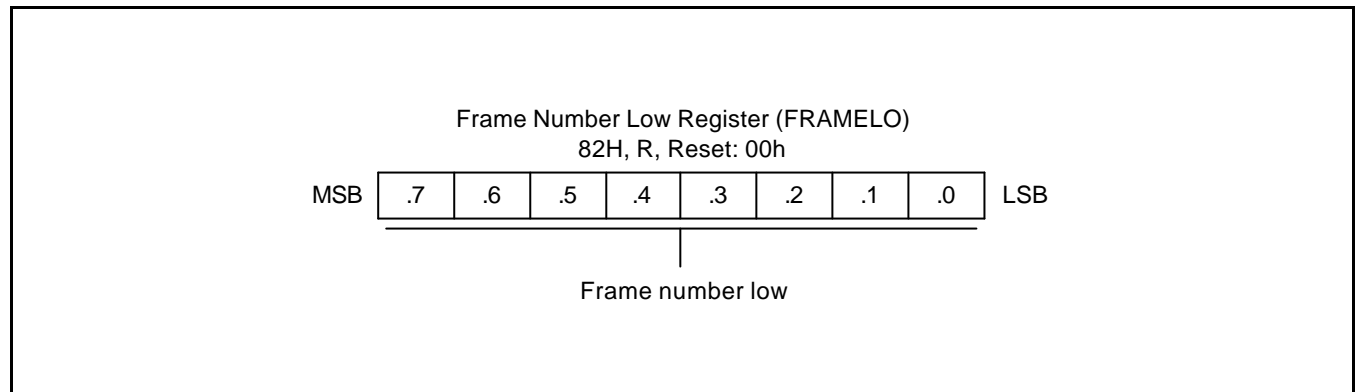 Frame Number Low Register (FRAMELO)
82H, R, Reset: 00h
MSB .7 .6 .5 .4 .3 .2 .1 .0 LSB
Frame number low